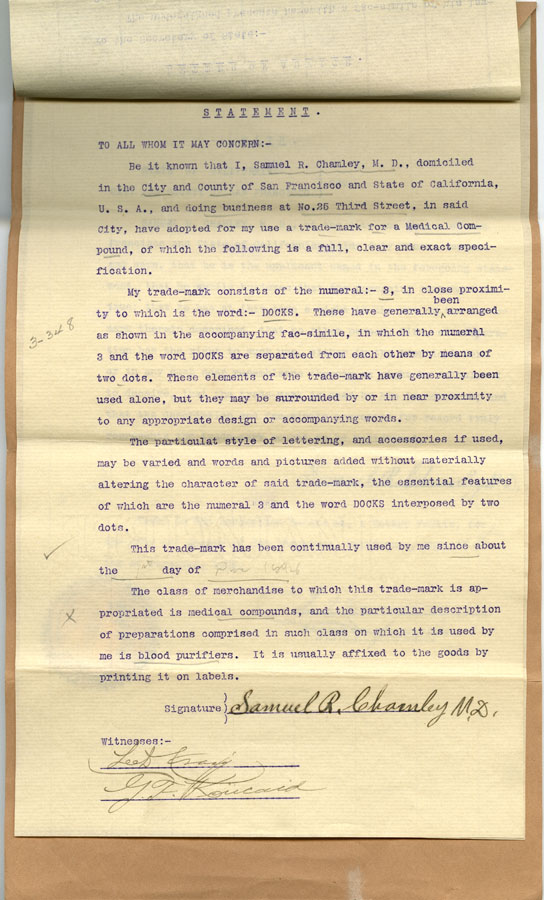 STATEMENT.
TO ALL WHOM IT MAY CONCERN:-
Be it known that I, Samuel R. Chamley, M. D., domiciled
in the City and County of San Francisco and State of California,
U. S. A., and doing business at No.25 Third Street, in said
City, have adopted for my use a trade-mark for a Medical Com-
pound, of which the following is a full, clear and exact speci-
fication.
My trade-mark consists of the numeral:- 3, in close proximi-
been
ty to which is the word:- DOCKS. These have generally^arranged
3-348
as shown in the accompanying fac-simile, in which the numeral
3 and the word DOCKS are separated from each other by means of
two dots. These elements of the trade-mark have generally been
used alone, but they may be surrounded by or in near proximity
to any appropriate design or accompanying words.
The particulat style of lettering, and accessories if used,
may be varied and words and pictures added without materially
altering the character of said trade-mark, the essential features
of which are the numeral 3 and the word DOCKS interposed by two
dots.
This trade-mark has been continually used by me since about
the day of
The class of merchandise to which this trade-mark is ap-
propriated is medical compounds, and the particular description
of preparations comprised in such class on which it is used by
me is blood purifiers. It is usually affixed to the goods by
printing it on labels.
Signature} Samuel R. Chamley M.D.
Witnesses:-
Lee D. Craig
G. F. Kincaid